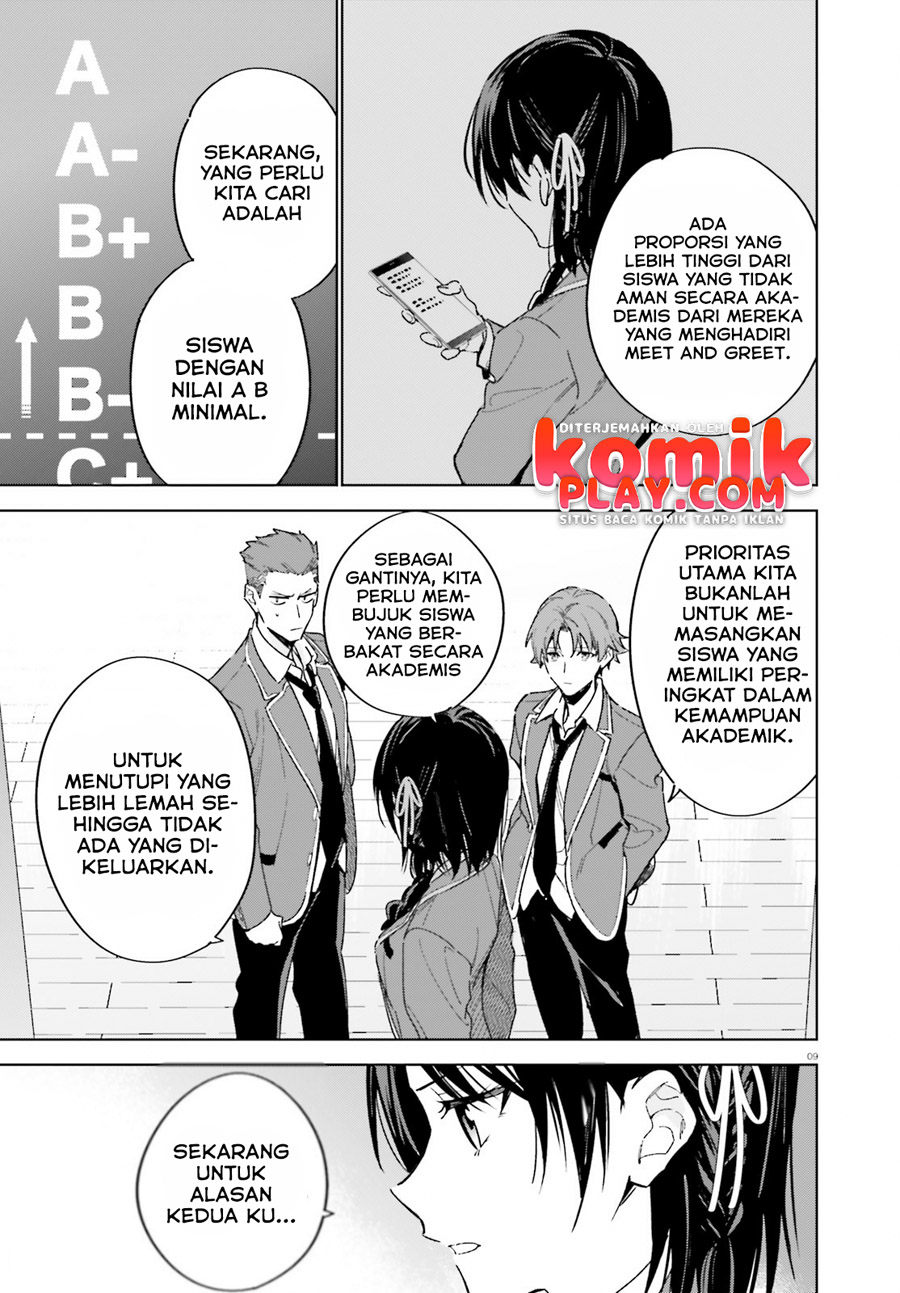 ADA
PROPORSI YANG
LEBIH TINGGI DARI
SISWA YANG TIDAK
AMAN SECARA AKA-
DEMIS DARI MEREKA
YANG MENGHADIRI
MEET AND GREET.
SEKARANG,
YANG PERLU
KITA CARI
ADALAH
SISWA
DENGAN
NILAI A B
MINIMAL.
A
A-
B+
B
B-
C+
DITERJEMAHKAN OLEH
komik
PLAY.COM
SITUS BACA KOMIK TANPA IKLAN
PRIORITAS
UTAMA KITA
BUKANLAH
UNTUK ME-
MASANGKAN
SISWA YANG
MEMILIKI PER-
INGKAT DALAM
KEMAMPUAN
AKADEMIK.
SEBAGAI
GANTINYA, KITA
PERLU MEM-
BUJUK SISWA
YANG BER-
BAKAT SECARA
AKADEMIS
UNTUK
MENUTUPI YANG
LEBIH LEMAH SE-
HINGGA TIDAK
ADA YANG DI-
KELUARKAN.
09
SEKARANG
UNTUK
ALASAN
KEDUA KU...